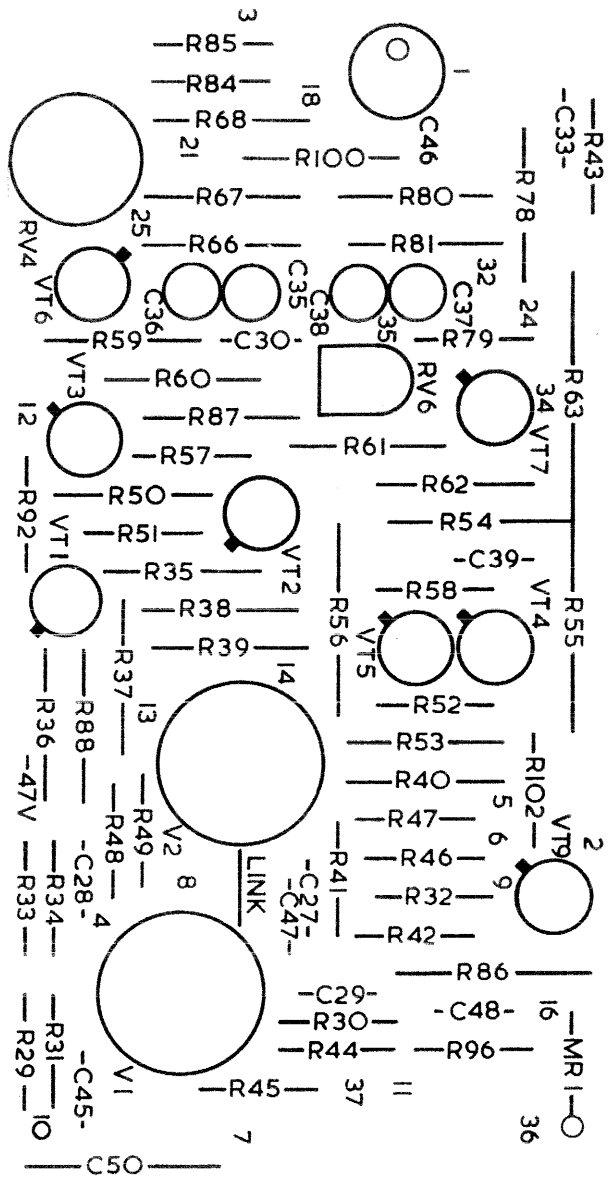 3
R85
R84
18
R68
21
R100
C46
1
C33
R43
R78
R67
R80
25
RV4
R66
R81
32
VT6
C36
C35
C38
35
C37
24
R59
C30
R79
VT3
R60
RV6
34
R63
12
R87
VT7
R61
R57
R62
R92
R50
R54
R51
VT1
VT2
C39
R35
R58
VT4
R38
R56
R55
R39
VT5
R37
14
R36
R88
13
R52
R53
R102
R40
5
-47V
R48
R49
V2
R47
6
VT9
2
R46
LINK
R41
C27
C28
8
R32
9
R33
R34
4
C47
R42
R86
C29
C48
16
R30
R29
R31
R44
R96
MR1
C45
V1
R45
37
11
10
7
36
C50